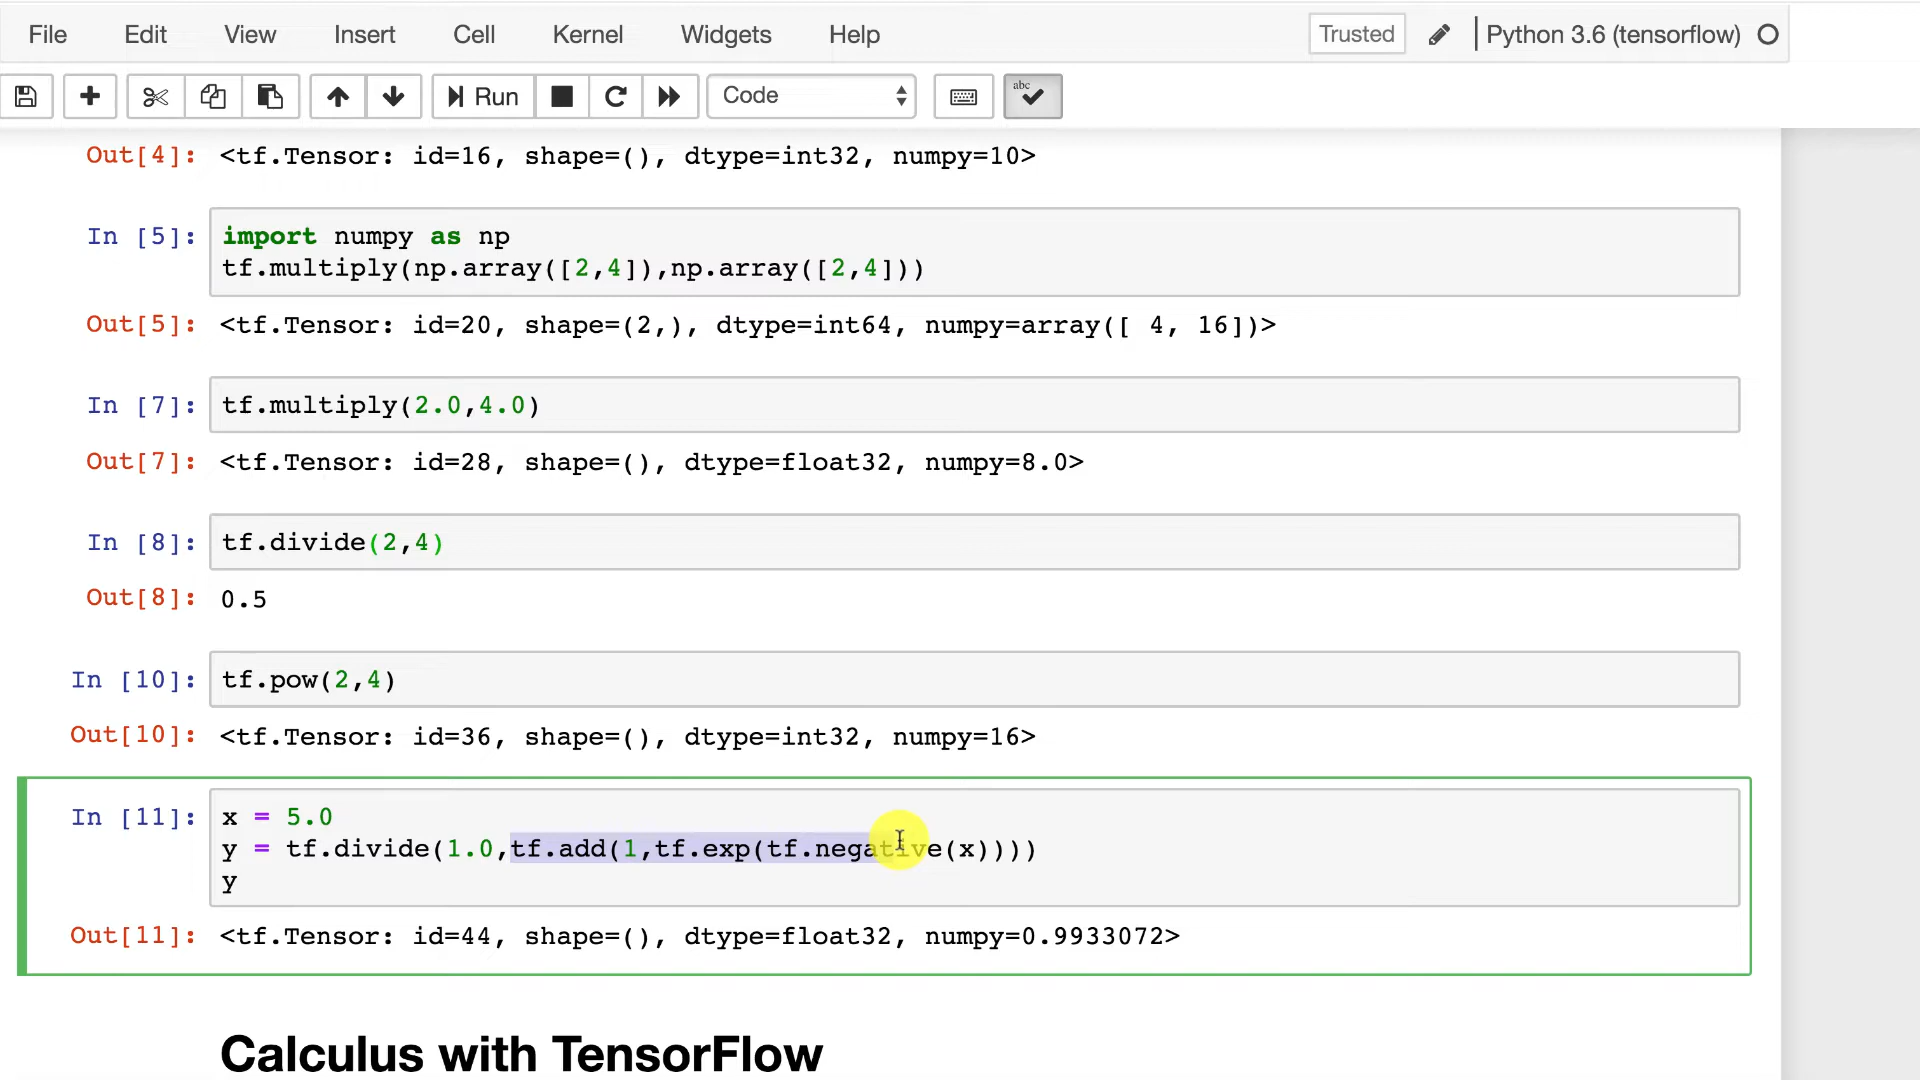 File Edit View Insert Cell Kernel Widgets Help Trusted Python 3.6 (tensorflow)
Run Code abc
Out[4]: <tf.Tensor: id=16, shape=(), dtype=int32, numpy=10>
In [5]: import numpy as np
tf.multiply(np.array([2,4]),np.array([2,4]))
Out[5]: <tf.Tensor: id=20, shape=(2,), dtype=int64, numpy=array([ 4, 16])>
In [7]: tf.multiply(2.0,4.0)
Out[7]: <tf.Tensor: id=28, shape=(), dtype=float32, numpy=8.0>
In [8]: tf.divide(2,4)
Out[8]: 0.5
In [10]: tf.pow(2,4)
Out[10]: <tf.Tensor: id=36, shape=(), dtype=int32, numpy=16>
In [11]: x = 5.0
y = tf.divide(1.0,tf.add(1,tf.exp(tf.negative(x))))
y
Out[11]: <tf.Tensor: id=44, shape=(), dtype=float32, numpy=0.9933072>
Calculus with TensorFlow